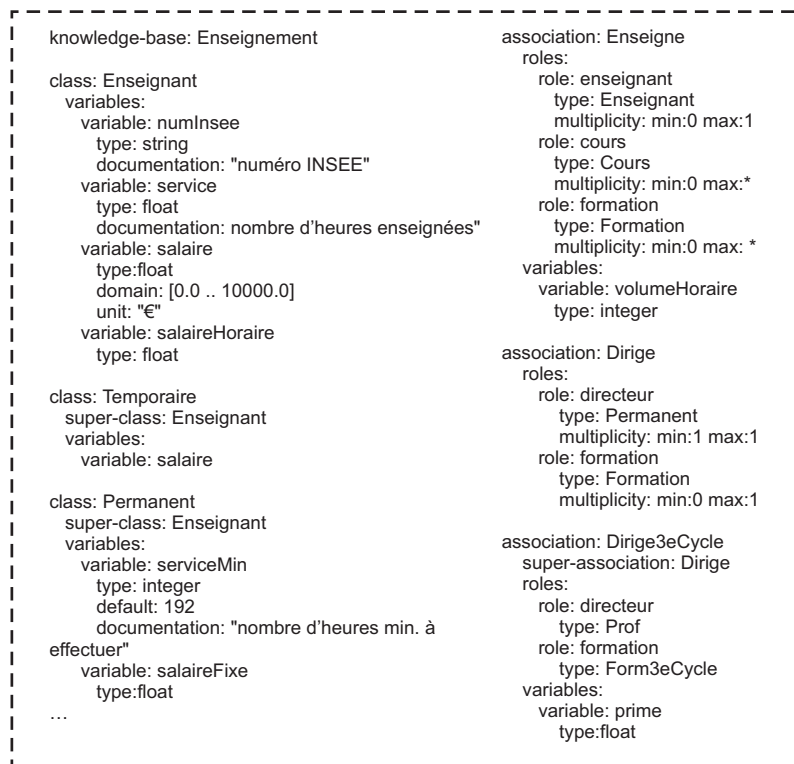 knowledge-base: Enseignement
class: Enseignant
variables:
variable: numInsee
type: string
documentation: "numéro INSEE"
variable: service
type: float
documentation: nombre d’heures enseignées"
variable: salaire
type:float
domain: [0.0 .. 10000.0]
unit: "€"
variable: salaireHoraire
type: float
class: Temporaire
super-class: Enseignant
variables:
variable: salaire
class: Permanent
super-class: Enseignant
variables:
variable: serviceMin
type: integer
default: 192
documentation: "nombre d’heures min. à
effectuer"
variable: salaireFixe
type:float
…
association: Enseigne
roles:
role: enseignant
type: Enseignant
multiplicity: min:0 max:1
role: cours
type: Cours
multiplicity: min:0 max:*
role: formation
type: Formation
multiplicity: min:0 max: *
variables:
variable: volumeHoraire
type: integer
association: Dirige
roles:
role: directeur
type: Permanent
multiplicity: min:1 max:1
role: formation
type: Formation
multiplicity: min:0 max:1
association: Dirige3eCycle
super-association: Dirige
roles:
role: directeur
type: Prof
role: formation
type: Form3eCycle
variables:
variable: prime
type:float